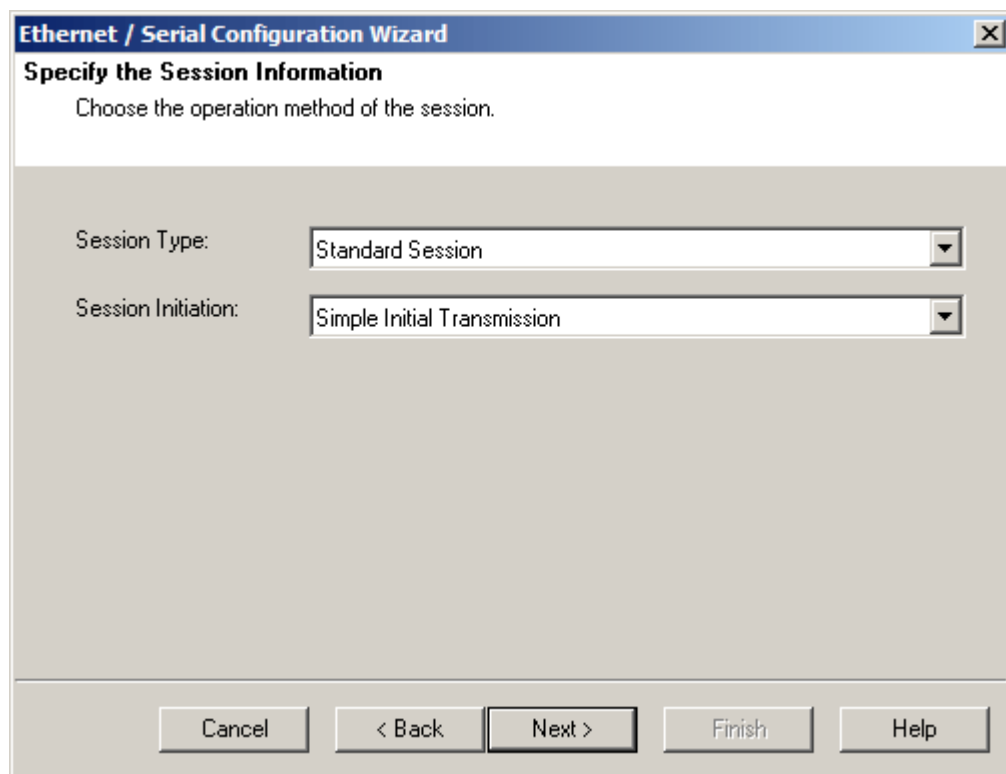 Ethernet / Serial Configuration Wizard
Specify the Session Information
Choose the operation method of the session.
Session Type: Standard Session
Session Initiation: Simple Initial Transmission
Cancel < Back Next > Finish Help